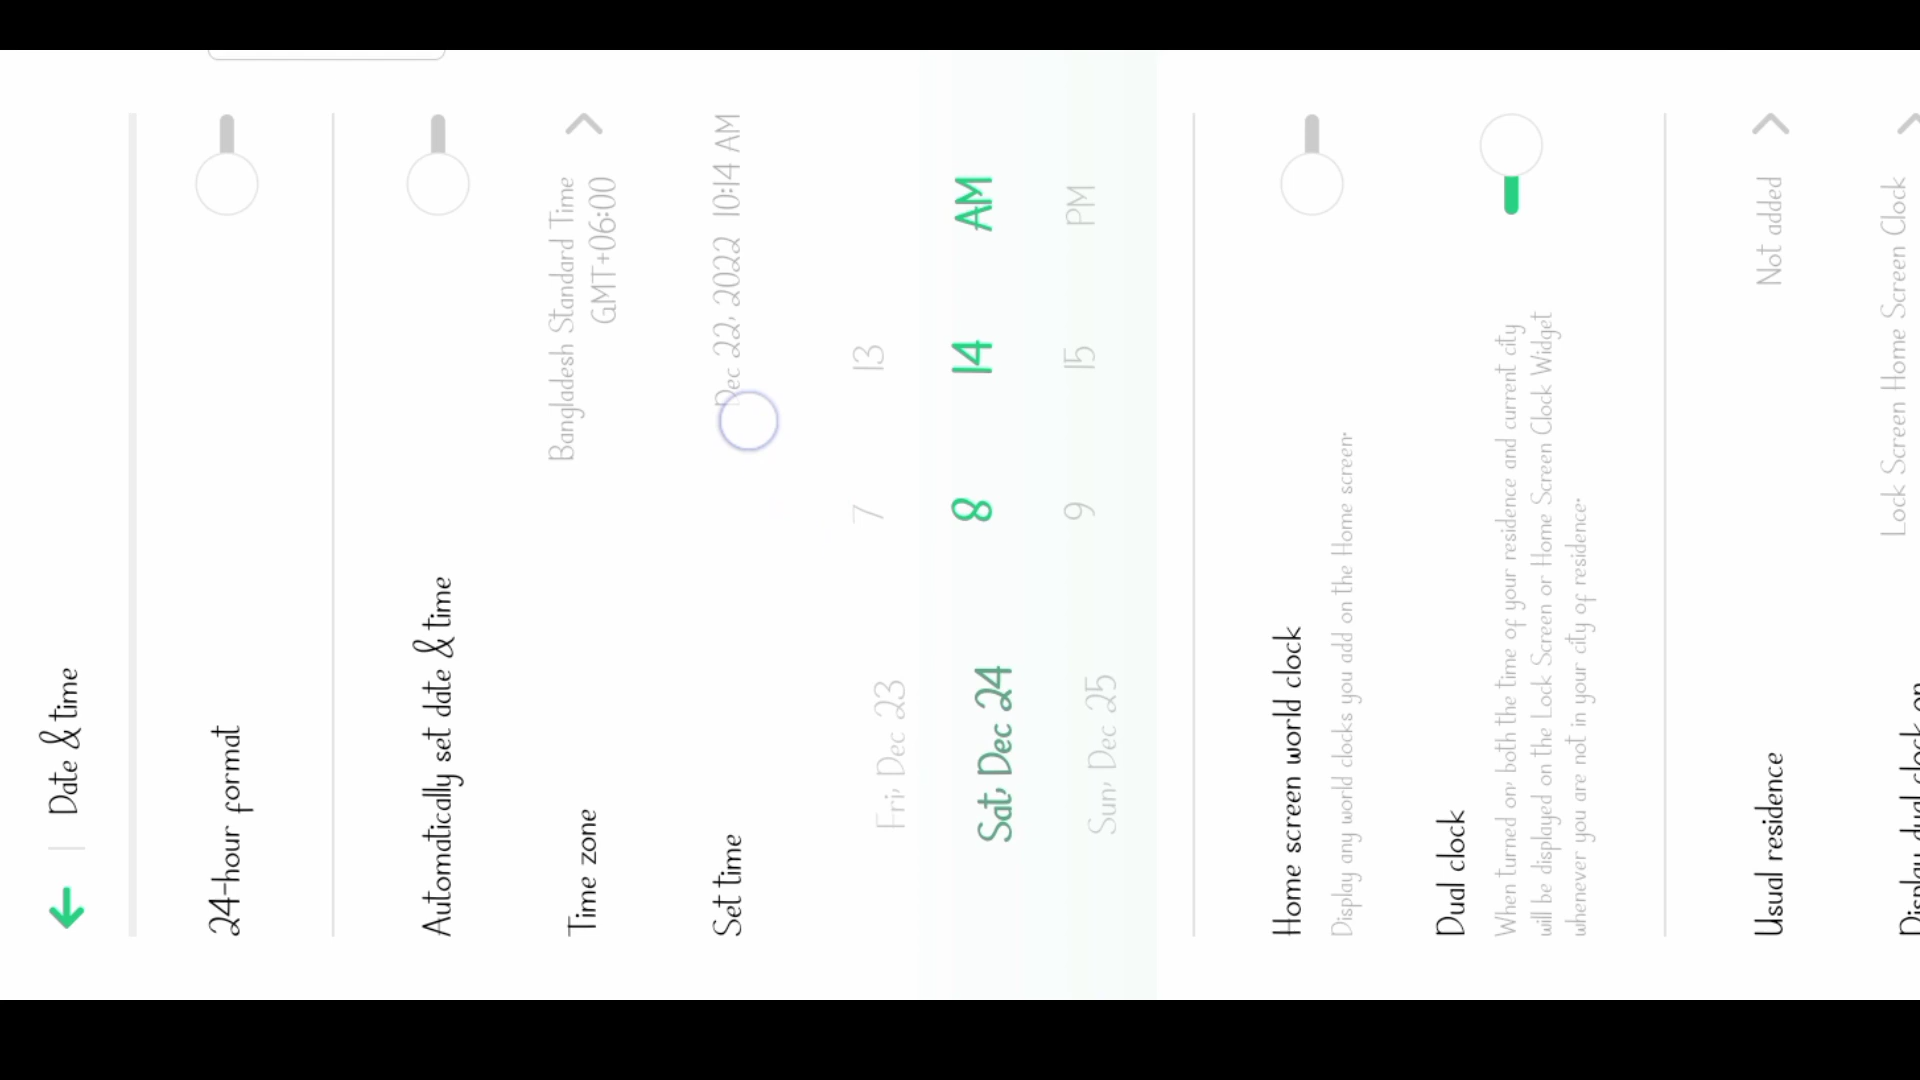 Date & time
24-hour format
Automatically set date & time
Time zone
Bangladesh Standard Time
GMT+06:00
Set time
Dec 22, 2022 10:14 AM
Fri, Dec 23 7 13
Sat, Dec 24 8 14 AM
Sun, Dec 25 9 15 PM
Home screen world clock
Display any world clocks you add on the Home screen.
Dual clock
When turned on, both the time of your residence and current city
will be displayed on the Lock Screen or Home Screen Clock Widget
whenever you are not in your city of residence.
Usual residence
Not added
Display dual clock on
Lock Screen Home Screen Clock